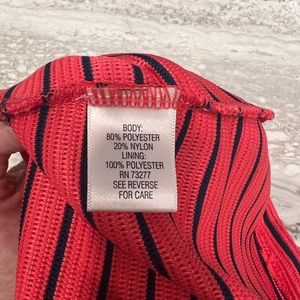 BODY:
80% POLYESTER
20% NYLON
LINING:
100% POLYESTER
RN 73277
SEE REVERSE
FOR CARE